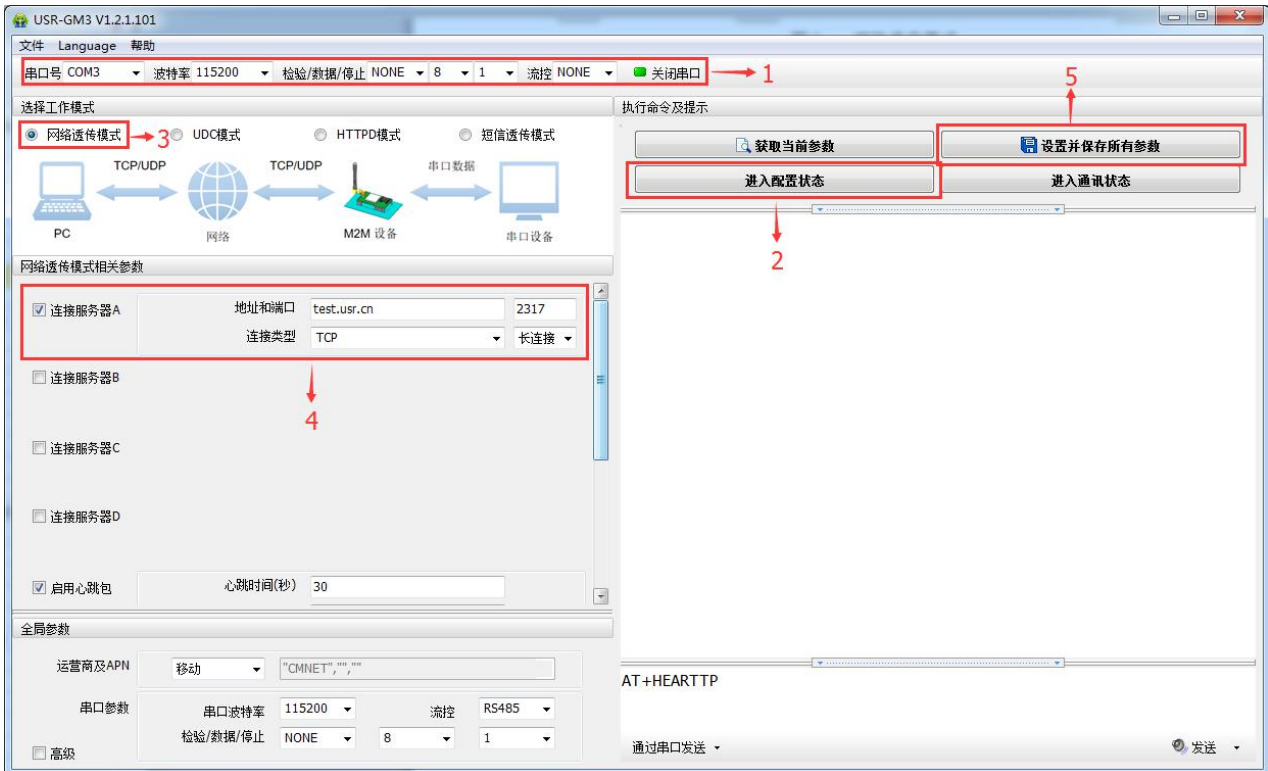 USR-GM3 V1.2.1.101
文件 Language 帮助
串口号 COM3 波特率 115200 检验/数据/停止 NONE 8 1 流控 NONE 关闭串口 1
5
选择工作模式 执行命令及提示
网络透传模式 3 UDC模式 HTTPD模式 短信透传模式
获取当前参数 设置并保存所有参数
TCP/UDP TCP/UDP 串口数据
进入配置状态 进入通讯状态
PC 网络 M2M 设备 串口设备
2
网络透传模式相关参数
连接服务器A 地址和端口 test.usr.cn 2317
连接类型 TCP 长连接
连接服务器B
4
连接服务器C
连接服务器D
启用心跳包 心跳时间(秒) 30
全局参数
运营商及APN 移动 "CMNET","",""
AT+HEARTTP
串口参数 串口波特率 115200 流控 RS485
检验/数据/停止 NONE 8 1
高级
通过串口发送 发送